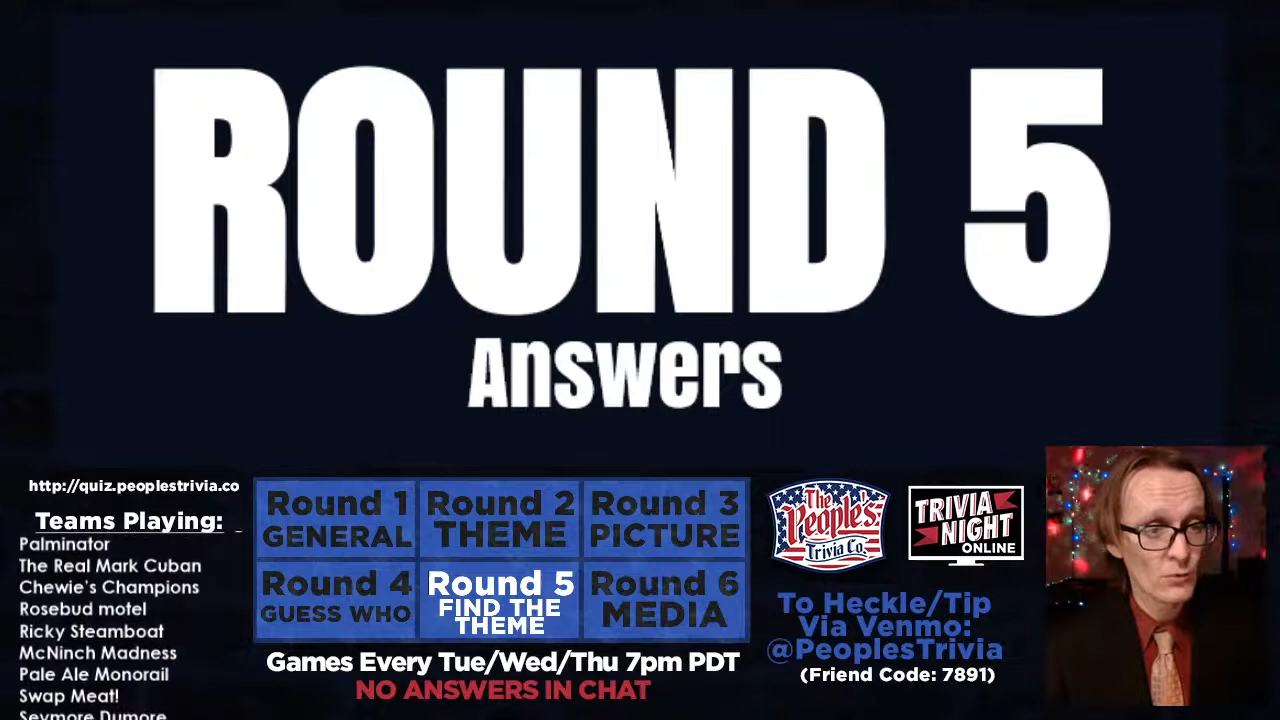 ROUND 5
Answers
http://quiz.peoplestrivia.co
Teams Playing:
Palminator
The Real Mark Cuban
Chewie's Champions
Rosebud motel
Ricky Steamboat
McNinch Madness
Pale Ale Monorail
Swap Meat!
Seymore Dumore
Round 1
GENERAL
Round 2
THEME
Round 3
PICTURE
Round 4
GUESS WHO
Round 5
FIND THE
THEME
Round 6
MEDIA
Games Every Tue/Wed/Thu 7pm PDT
NO ANSWERS IN CHAT
The
People's
Trivia Co.
TRIVIA
NIGHT
ONLINE
To Heckle/Tip
Via Venmo:
@PeoplesTrivia
(Friend Code: 7891)